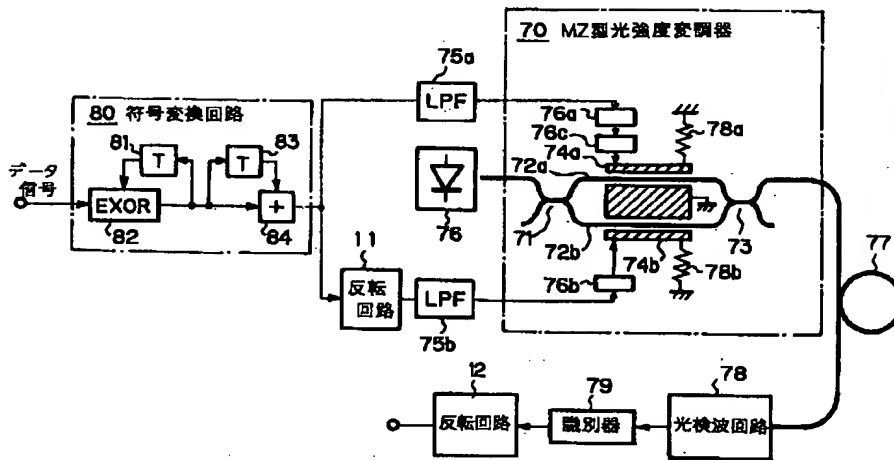 70 MZ型光強度変調器
75a
LPF
76a
76c
74a
78a
72a
80 符号変換回路
81
T
83
T
データ
信号
EXOR
82
+
84
76
71
72b
73
74b
76b
78b
11
反転
回路
LPF
75b
77
12
反転回路
79
識別器
78
光検波回路